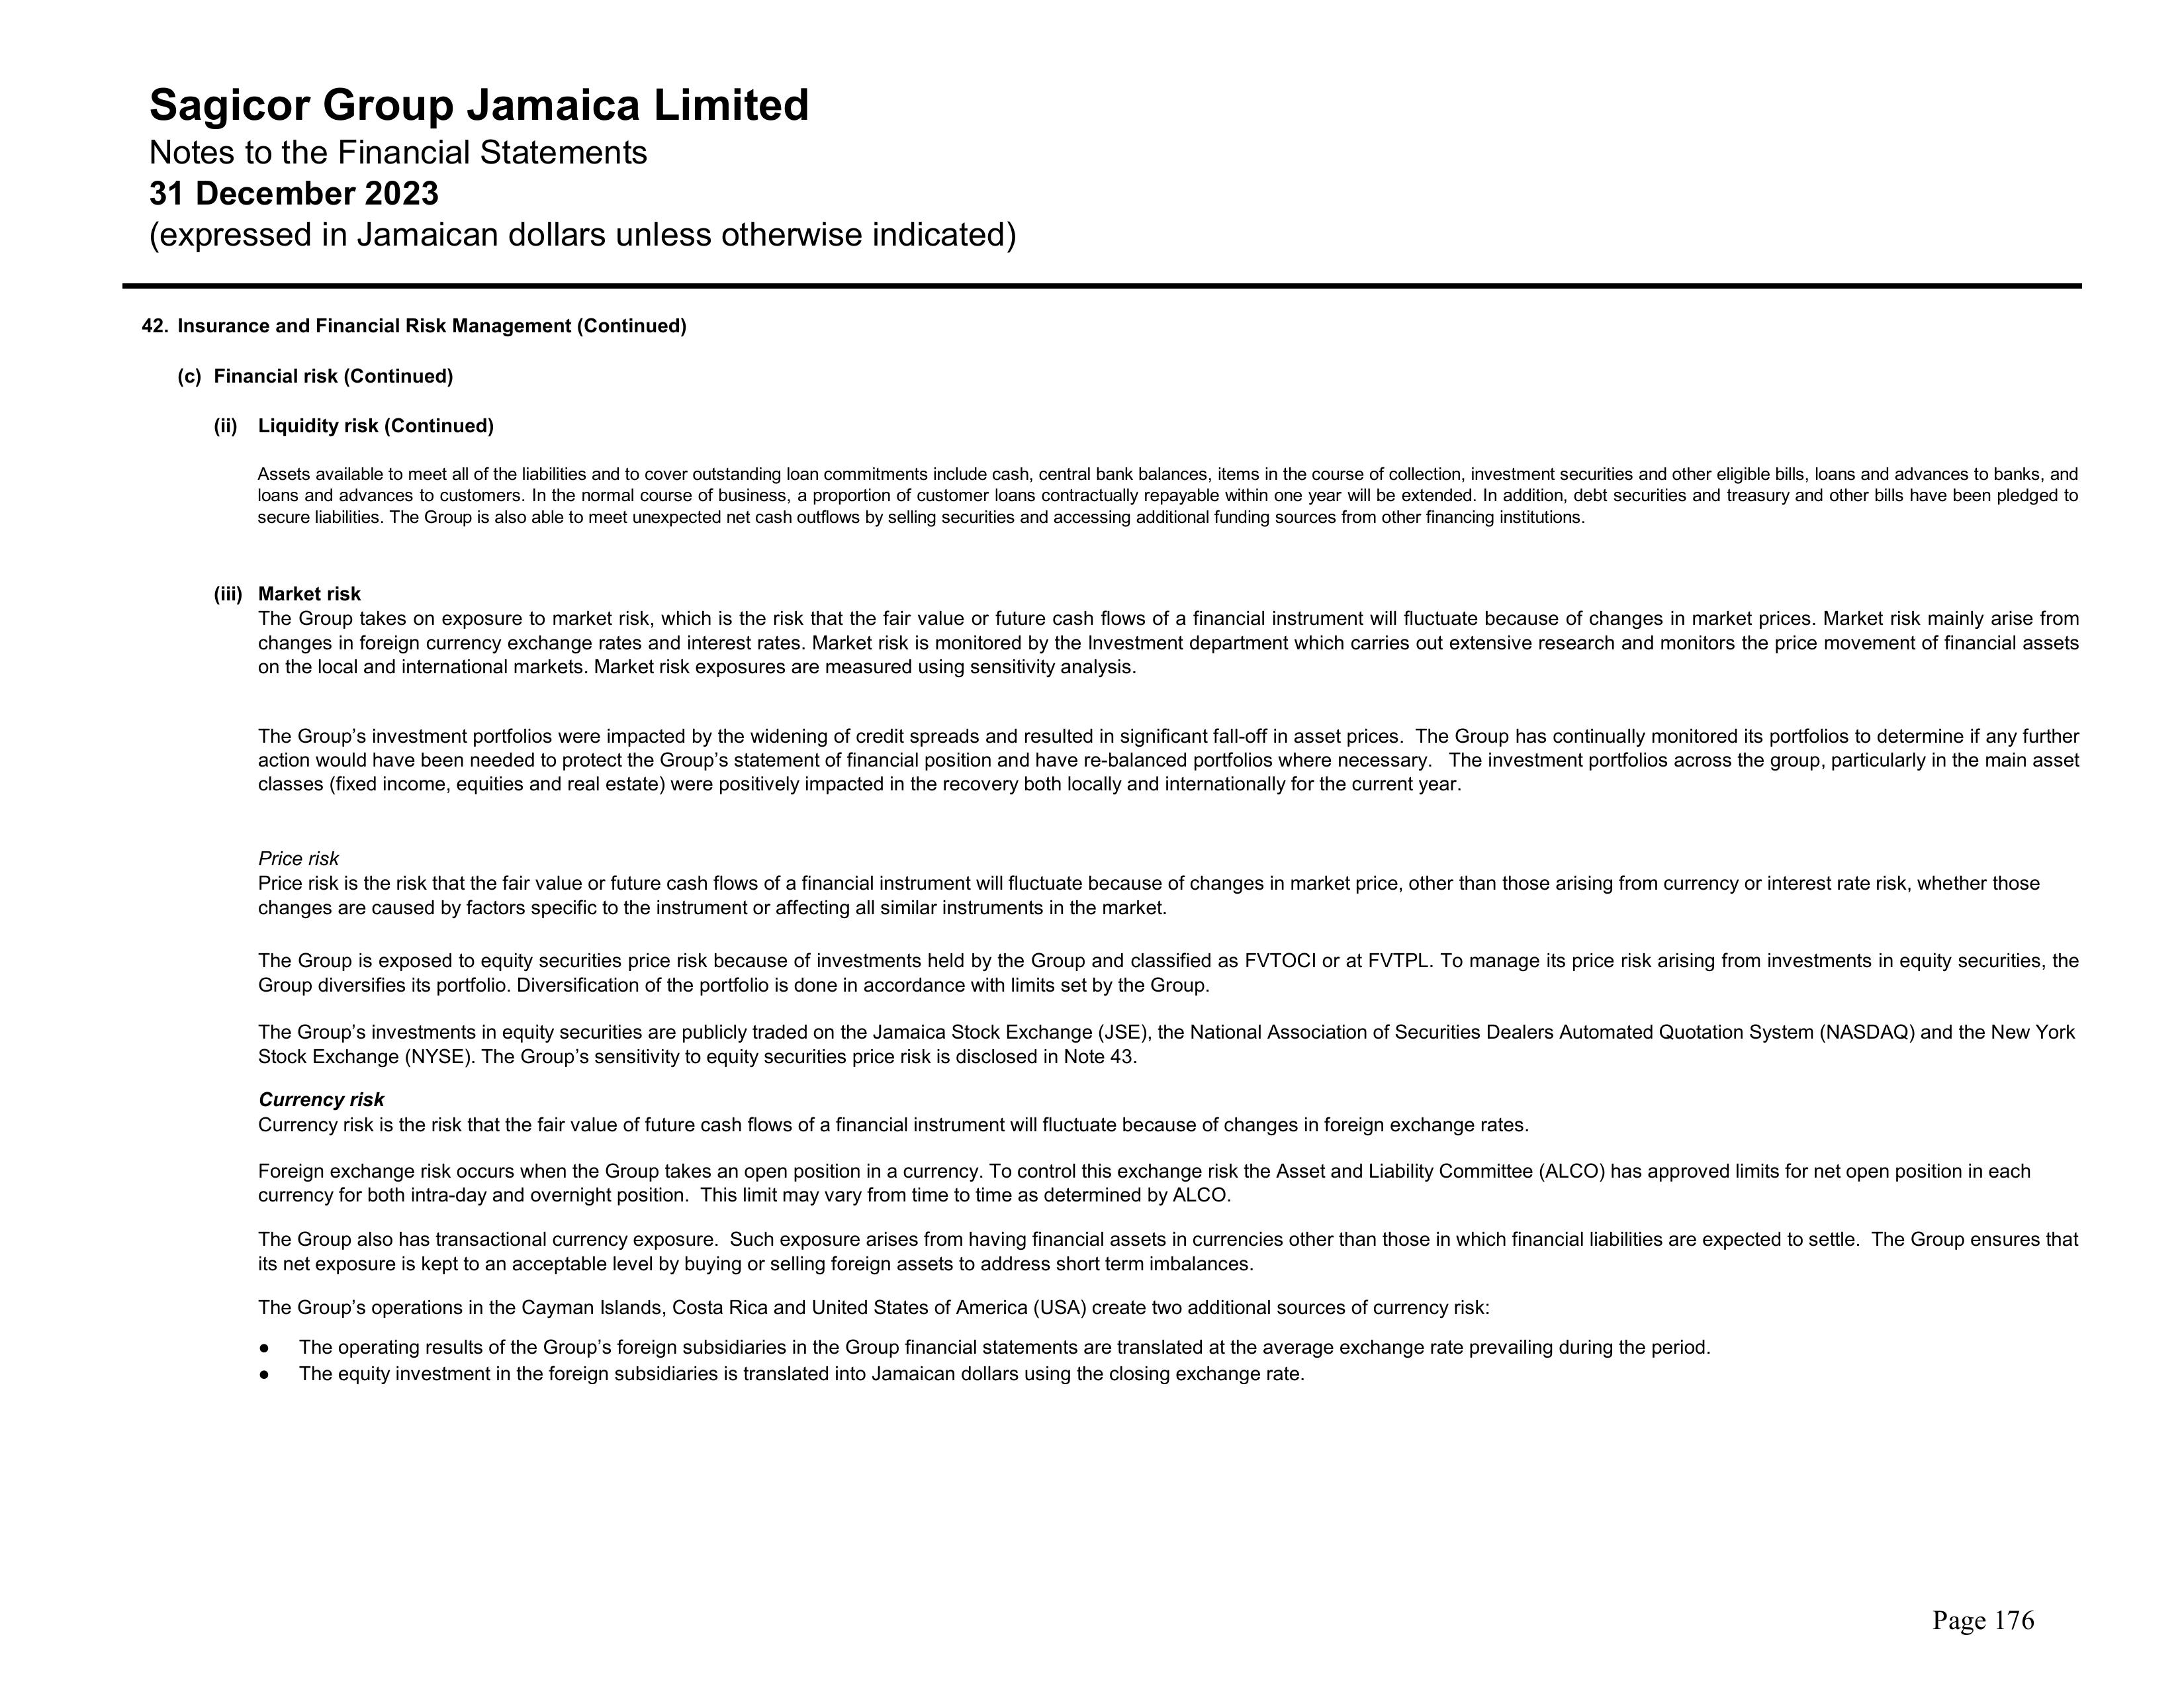 Sagicor Group Jamaica Limited
Notes to the Financial Statements
31 December 2023
(expressed in Jamaican dollars unless otherwise indicated)
42. Insurance and Financial Risk Management (Continued)
(c) Financial risk (Continued)
(ii) Liquidity risk (Continued)
Assets available to meet all of the liabilities and to cover outstanding loan commitments include cash, central bank balances, items in the course of collection, investment securities and other eligible bills, loans and advances to banks, and
loans and advances to customers. In the normal course of business, a proportion of customer loans contractually repayable within one year will be extended. In addition, debt securities and treasury and other bills have been pledged to
secure liabilities. The Group is also able to meet unexpected net cash outflows by selling securities and accessing additional funding sources from other financing institutions.
(iii) Market risk
The Group takes on exposure to market risk, which is the risk that the fair value or future cash flows of a financial instrument will fluctuate because of changes in market prices. Market risk mainly arise from
changes in foreign currency exchange rates and interest rates. Market risk is monitored by the Investment department which carries out extensive research and monitors the price movement of financial assets
on the local and international markets. Market risk exposures are measured using sensitivity analysis.
The Group’s investment portfolios were impacted by the widening of credit spreads and resulted in significant fall-off in asset prices.  The Group has continually monitored its portfolios to determine if any further
action would have been needed to protect the Group’s statement of financial position and have re-balanced portfolios where necessary.   The investment portfolios across the group, particularly in the main asset
classes (fixed income, equities and real estate) were positively impacted in the recovery both locally and internationally for the current year.
Price risk
Price risk is the risk that the fair value or future cash flows of a financial instrument will fluctuate because of changes in market price, other than those arising from currency or interest rate risk, whether those
changes are caused by factors specific to the instrument or affecting all similar instruments in the market.
The Group is exposed to equity securities price risk because of investments held by the Group and classified as FVTOCI or at FVTPL. To manage its price risk arising from investments in equity securities, the
Group diversifies its portfolio. Diversification of the portfolio is done in accordance with limits set by the Group.
The Group’s investments in equity securities are publicly traded on the Jamaica Stock Exchange (JSE), the National Association of Securities Dealers Automated Quotation System (NASDAQ) and the New York
Stock Exchange (NYSE). The Group’s sensitivity to equity securities price risk is disclosed in Note 43.
Currency risk
Currency risk is the risk that the fair value of future cash flows of a financial instrument will fluctuate because of changes in foreign exchange rates.
Foreign exchange risk occurs when the Group takes an open position in a currency. To control this exchange risk the Asset and Liability Committee (ALCO) has approved limits for net open position in each
currency for both intra-day and overnight position.  This limit may vary from time to time as determined by ALCO.
The Group also has transactional currency exposure.  Such exposure arises from having financial assets in currencies other than those in which financial liabilities are expected to settle.  The Group ensures that
its net exposure is kept to an acceptable level by buying or selling foreign assets to address short term imbalances.
The Group’s operations in the Cayman Islands, Costa Rica and United States of America (USA) create two additional sources of currency risk:
● The operating results of the Group’s foreign subsidiaries in the Group financial statements are translated at the average exchange rate prevailing during the period.
● The equity investment in the foreign subsidiaries is translated into Jamaican dollars using the closing exchange rate.
Page 176